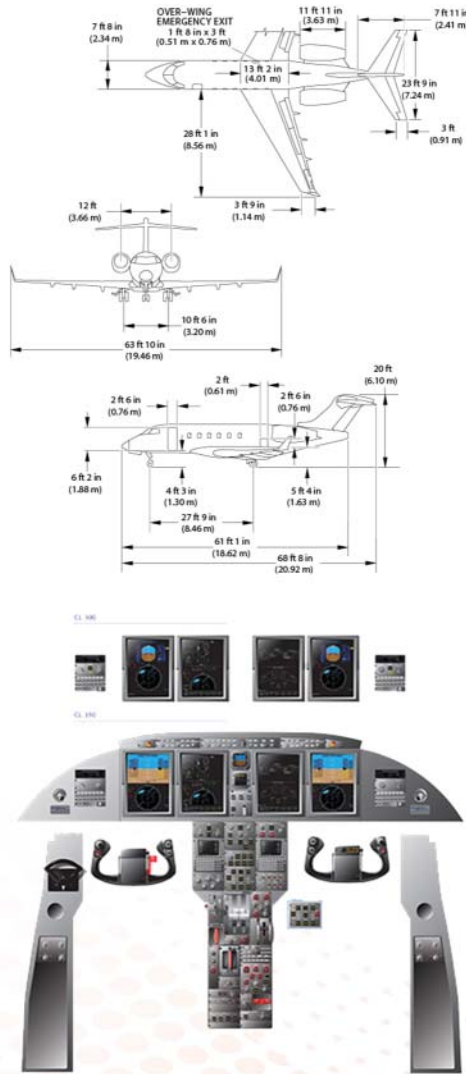 7 ft 8 in
(2.34 m)
OVER–WING
EMERGENCY EXIT
1 ft 8 in x 3 ft
(0.51 m x 0.76 m)
11 ft 11 in
(3.63 m)
7 ft 11 in
(2.41 m)
13 ft 2 in
(4.01 m)
23 ft 9 in
(7.24 m)
28 ft 1 in
(8.56 m)
3 ft
(0.91 m)
3 ft 9 in
(1.14 m)
12 ft
(3.66 m)
10 ft 6 in
(3.20 m)
63 ft 10 in
(19.46 m)
2 ft
(0.61 m)
20 ft
(6.10 m)
2 ft 6 in
(0.76 m)
2 ft 6 in
(0.76 m)
6 ft 2 in
(1.88 m)
4 ft 3 in
(1.30 m)
5 ft 4 in
(1.63 m)
27 ft 9 in
(8.46 m)
61 ft 1 in
(18.62 m)
68 ft 8 in
(20.92 m)